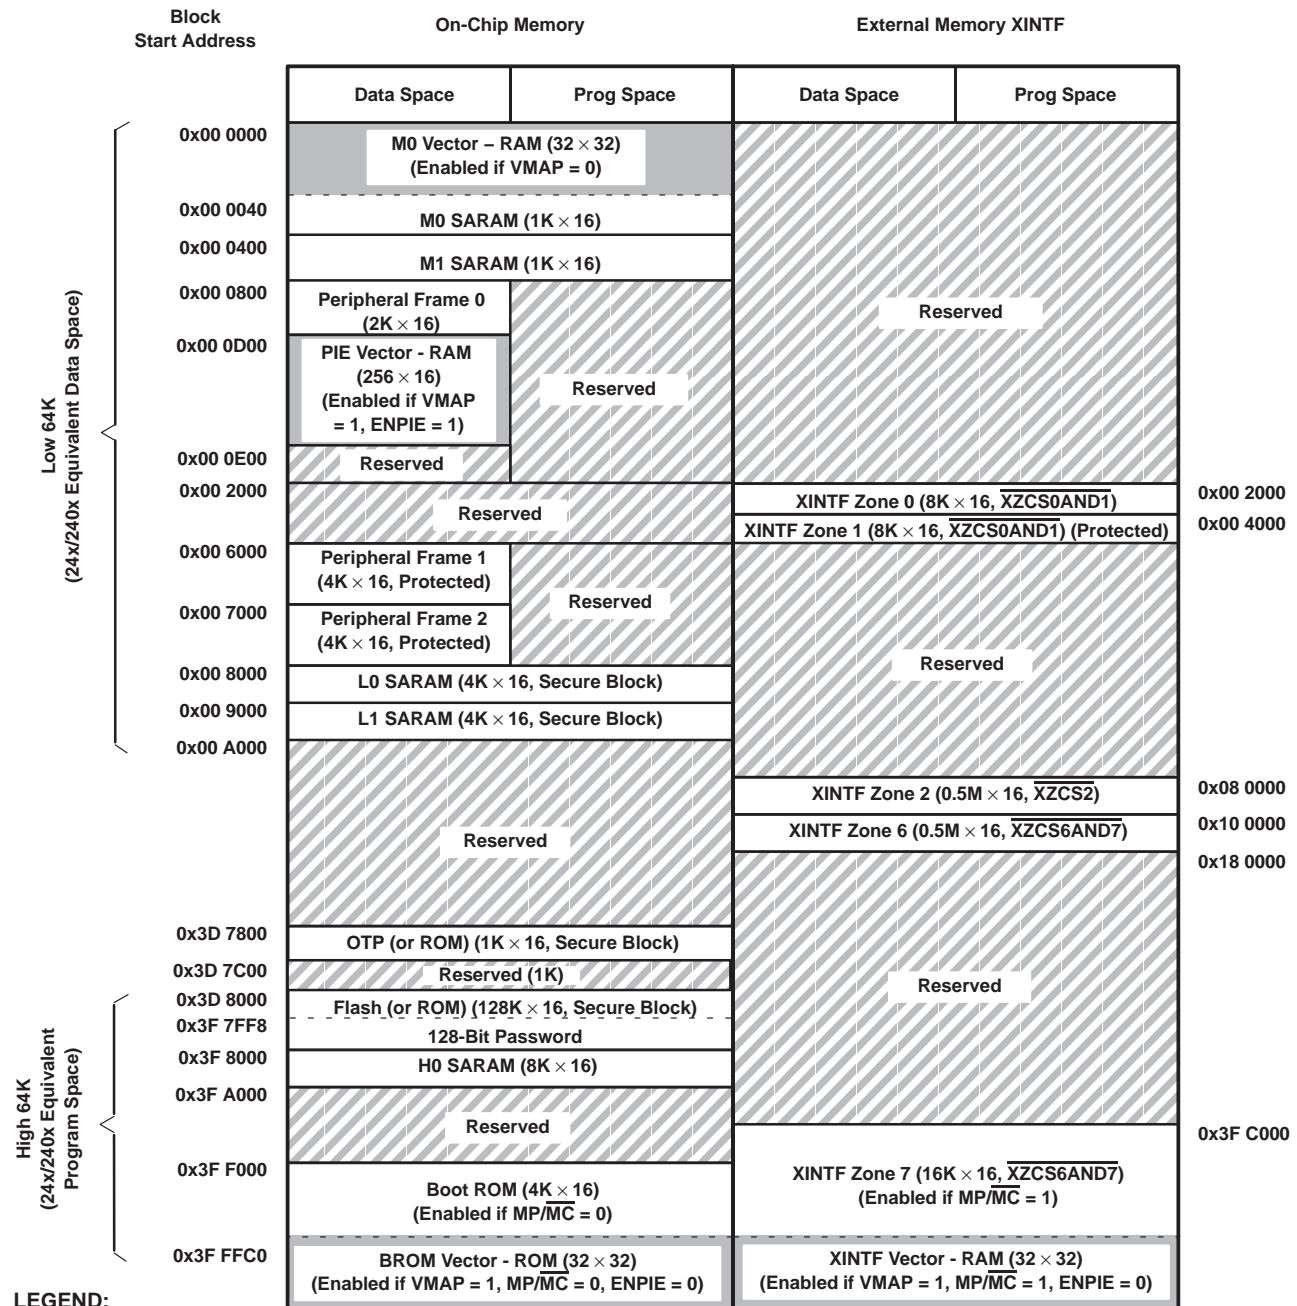 Block
Start Address
On-Chip Memory
External Memory XINTF
Data Space
Prog Space
Data Space
Prog Space
Low 64K
(24x/240x Equivalent Data Space)
0x00 0000
M0 Vector – RAM (32 × 32)
(Enabled if VMAP = 0)
0x00 0040
M0 SARAM (1K × 16)
0x00 0400
M1 SARAM (1K × 16)
0x00 0800
Peripheral Frame 0
(2K × 16)
0x00 0D00
PIE Vector - RAM
(256 × 16)
(Enabled if VMAP
= 1, ENPIE = 1)
Reserved
Reserved
0x00 0E00
Reserved
0x00 2000
Reserved
XINTF Zone 0 (8K × 16, XZCS0AND1)
0x00 2000
XINTF Zone 1 (8K × 16, XZCS0AND1) (Protected)
0x00 4000
0x00 6000
Peripheral Frame 1
(4K × 16, Protected)
Reserved
0x00 7000
Peripheral Frame 2
(4K × 16, Protected)
Reserved
0x00 8000
L0 SARAM (4K × 16, Secure Block)
0x00 9000
L1 SARAM (4K × 16, Secure Block)
0x00 A000
XINTF Zone 2 (0.5M × 16, XZCS2)
0x08 0000
XINTF Zone 6 (0.5M × 16, XZCS6AND7)
0x10 0000
Reserved
0x18 0000
0x3D 7800
OTP (or ROM) (1K × 16, Secure Block)
0x3D 7C00
Reserved (1K)
Reserved
High 64K
(24x/240x Equivalent
Program Space)
0x3D 8000
Flash (or ROM) (128K × 16, Secure Block)
0x3F 7FF8
128-Bit Password
0x3F 8000
H0 SARAM (8K × 16)
0x3F A000
Reserved
0x3F C000
0x3F F000
Boot ROM (4K × 16)
(Enabled if MP/MC = 0)
XINTF Zone 7 (16K × 16, XZCS6AND7)
(Enabled if MP/MC = 1)
0x3F FFC0
BROM Vector - ROM (32 × 32)
(Enabled if VMAP = 1, MP/MC = 0, ENPIE = 0)
XINTF Vector - RAM (32 × 32)
(Enabled if VMAP = 1, MP/MC = 1, ENPIE = 0)
LEGEND: